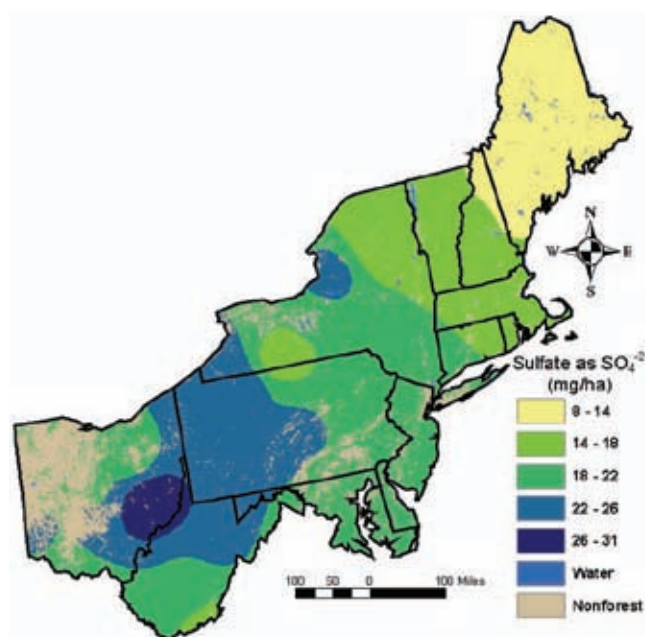 N
W E
S
Sulfate as SO₄⁻²
(mg/ha)
8 - 14
14 - 18
18 - 22
22 - 26
26 - 31
Water
Nonforest
100 50 0 100 Miles